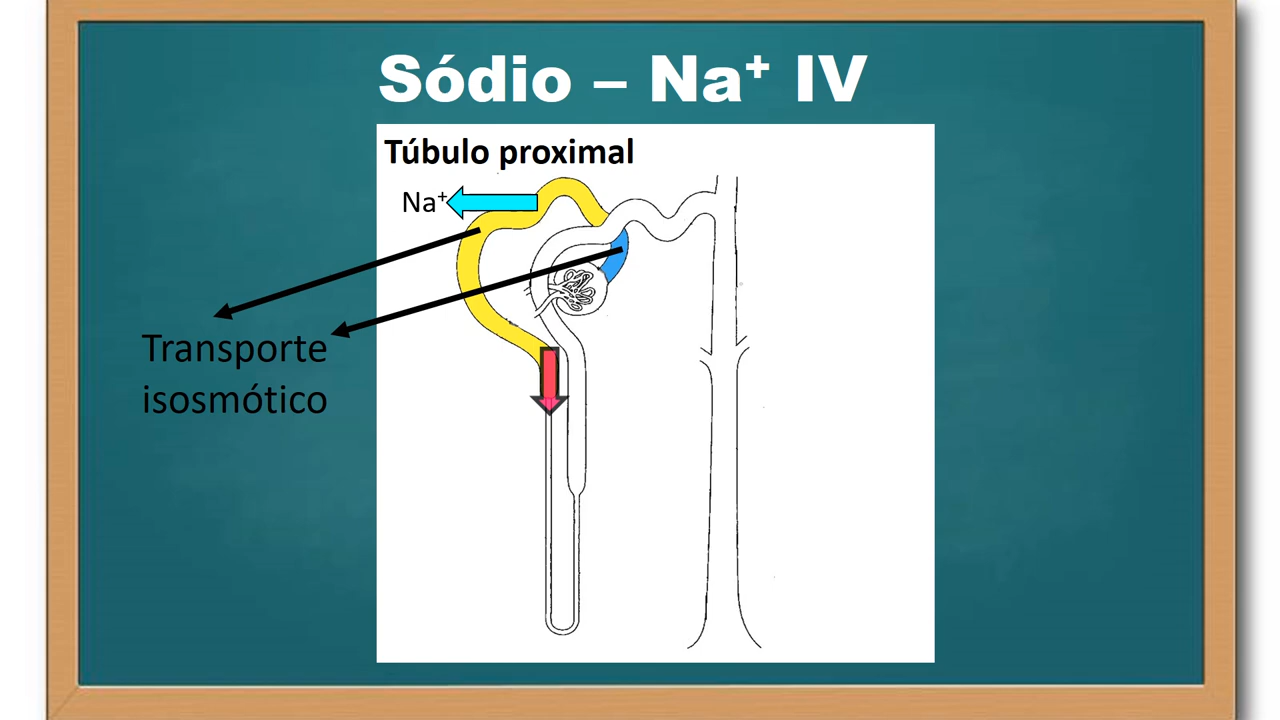 Sódio – Na⁺ IV
Túbulo proximal
Na⁺
Transporte
isosmótico